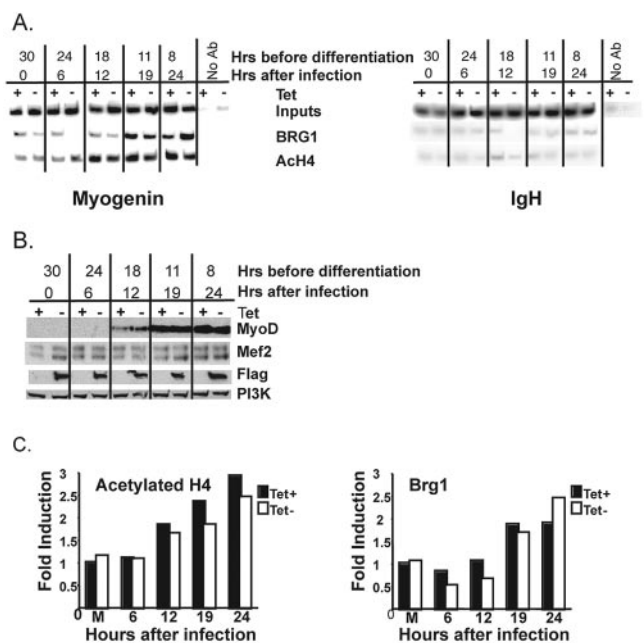 A.
30 24 18 11 8 Hrs before differentiation 30 24 18 11 8
0 6 12 19 24 Hrs after infection 0 6 12 19 24
No Ab No Ab
+ - + - + - + - + - + - Tet + - + - + - + - + - + -
Inputs
BRG1
AcH4
Myogenin IgH
B.
30 24 18 11 8 Hrs before differentiation
0 6 12 19 24 Hrs after infection
+ - + - + - + - + - Tet
MyoD
Mef2
Flag
PI3K
C.
Acetylated H4
Tet+
Tet-
Fold Induction
3
2.5
2
1.5
1
0.5
0
M 6 12 19 24
Hours after infection
Brg1
Tet+
Tet-
Fold Induction
3
2.5
2
1.5
1
0.5
0
M 6 12 19 24
Hours after infection